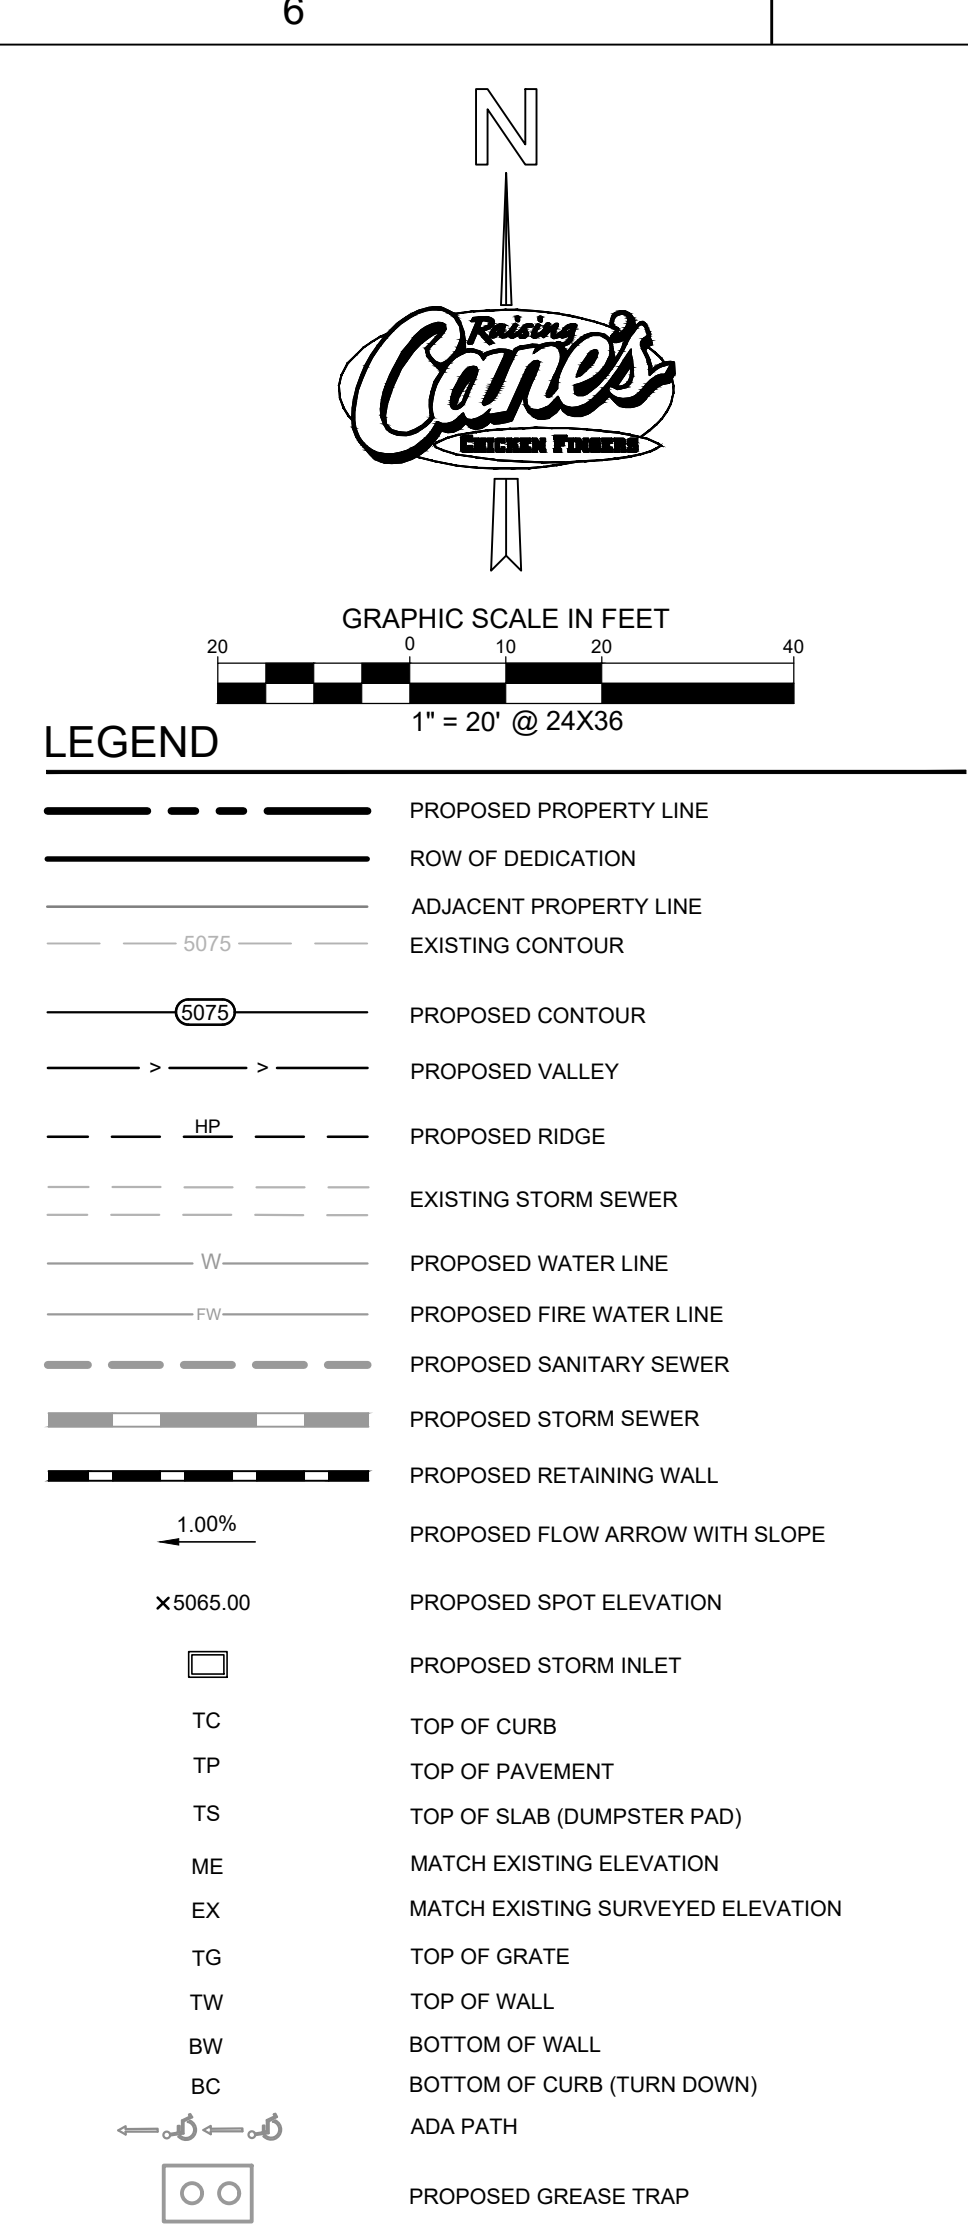 6
N
Raising
Cane's
CHICKEN FINGERS
GRAPHIC SCALE IN FEET
20 0 10 20 40
1" = 20' @ 24X36
LEGEND
PROPOSED PROPERTY LINE
ROW OF DEDICATION
ADJACENT PROPERTY LINE
5075 EXISTING CONTOUR
5075 PROPOSED CONTOUR
> > PROPOSED VALLEY
HP PROPOSED RIDGE
EXISTING STORM SEWER
W PROPOSED WATER LINE
FW PROPOSED FIRE WATER LINE
PROPOSED SANITARY SEWER
PROPOSED STORM SEWER
PROPOSED RETAINING WALL
1.00% PROPOSED FLOW ARROW WITH SLOPE
×5065.00 PROPOSED SPOT ELEVATION
PROPOSED STORM INLET
TC TOP OF CURB
TP TOP OF PAVEMENT
TS TOP OF SLAB (DUMPSTER PAD)
ME MATCH EXISTING ELEVATION
EX MATCH EXISTING SURVEYED ELEVATION
TG TOP OF GRATE
TW TOP OF WALL
BW BOTTOM OF WALL
BC BOTTOM OF CURB (TURN DOWN)
ADA PATH
PROPOSED GREASE TRAP